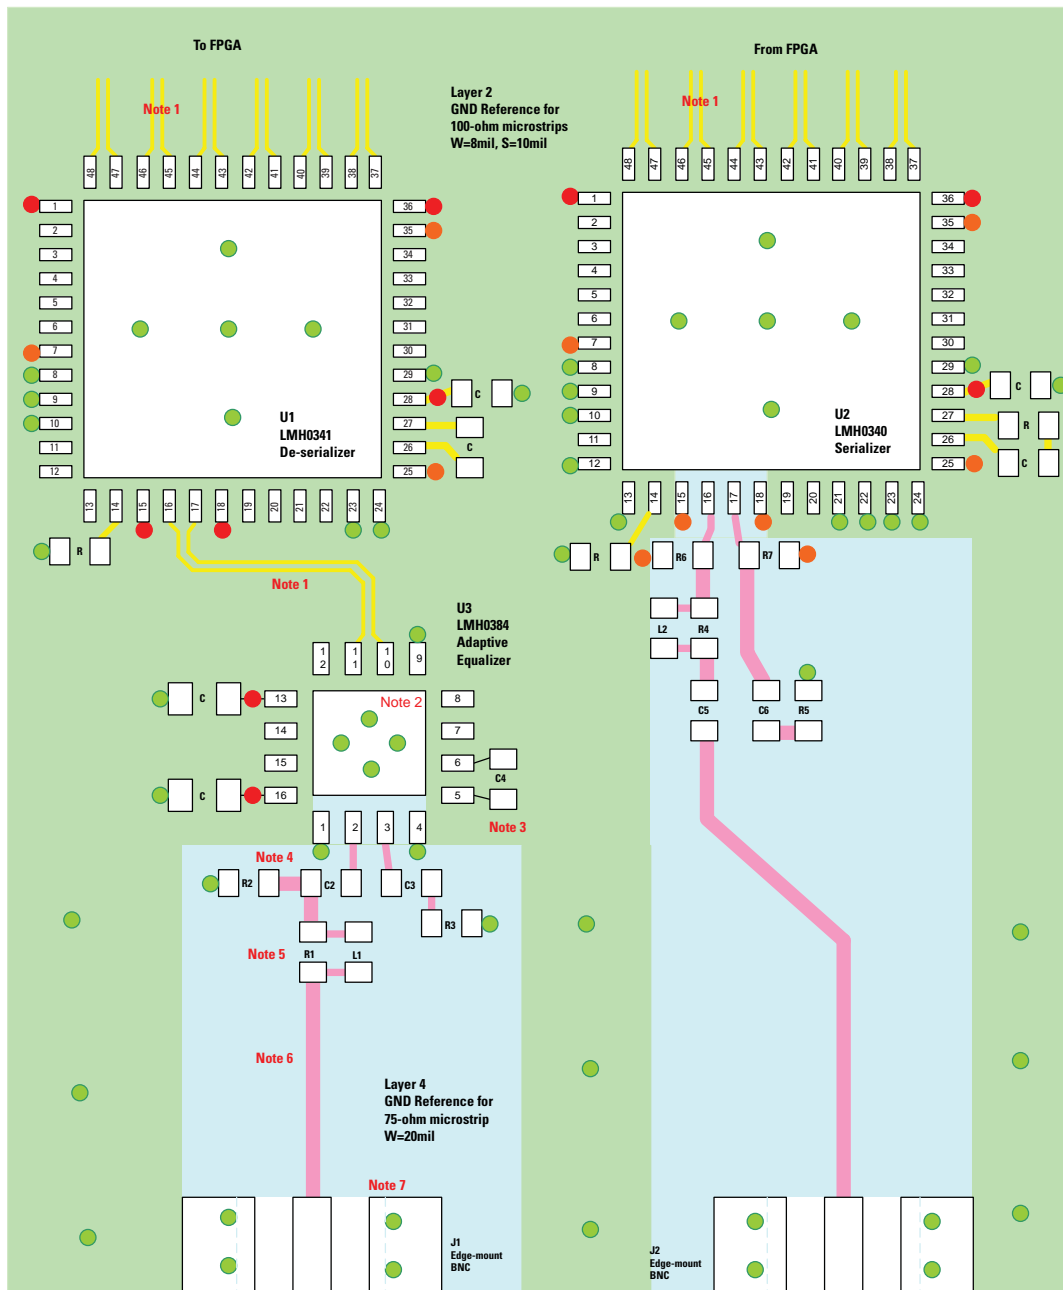 To FPGA
From FPGA
Layer 2
GND Reference for
100-ohm microstrips
W=8mil, S=10mil
Note 1
Note 1
48 47 46 45 44 43 42 41 40 39 38 37
48 47 46 45 44 43 42 41 40 39 38 37
1
2
3
4
5
6
7
8
9
10
11
12
36
35
34
33
32
31
30
29
28
27
26
25
C
C
U1
LMH0341
De-serializer
13 14 15 16 17 18 19 20 21 22 23 24
R
Note 1
1
2
3
4
5
6
7
8
9
10
11
12
36
35
34
33
32
31
30
29
28
27
26
25
C
R
C
U2
LMH0340
Serializer
13 14 15 16 17 18 19 20 21 22 23 24
R
R6
R7
L2
R4
C5
C6
R5
U3
LMH0384
Adaptive
Equalizer
12 11 10 9
Note 2
C
13
14
15
16
C
8
7
6
5
C4
Note 3
1 2 3 4
Note 4
R2
C2
C3
R3
Note 5
R1
L1
Note 6
Layer 4
GND Reference for
75-ohm microstrip
W=20mil
Note 7
J1
Edge-mount
BNC
J2
Edge-mount
BNC